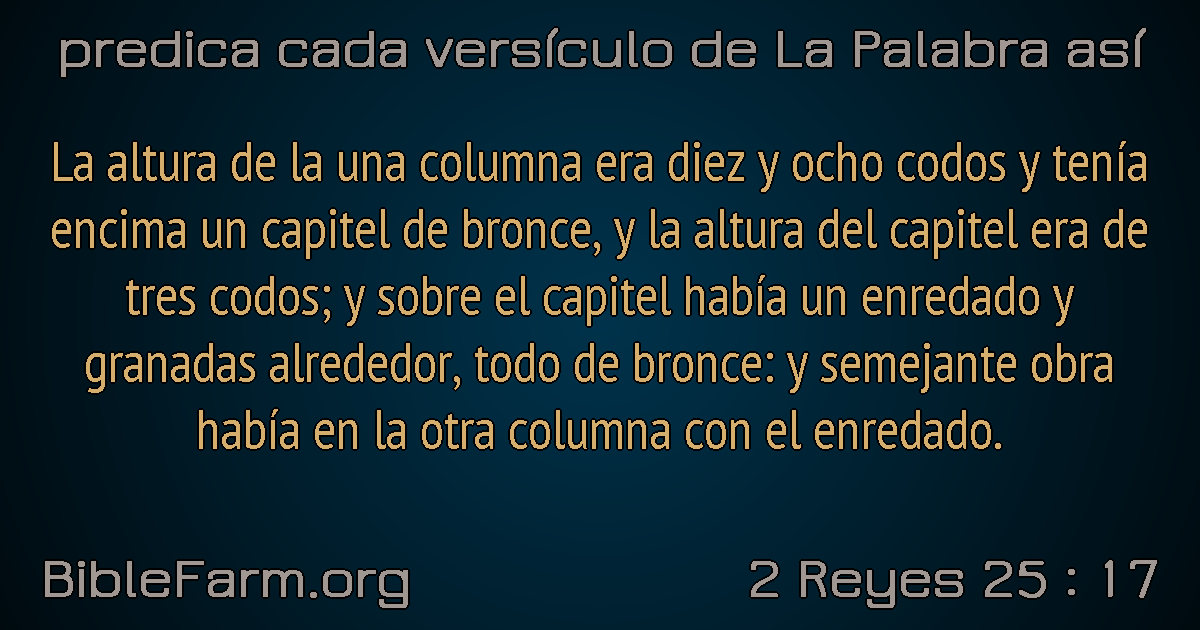 predica cada versículo de La Palabra así
La altura de la una columna era diez y ocho codos y tenía
encima un capitel de bronce, y la altura del capitel era de
tres codos; y sobre el capitel había un enredado y
granadas alrededor, todo de bronce: y semejante obra
había en la otra columna con el enredado.
BibleFarm.org
2 Reyes 25 : 17